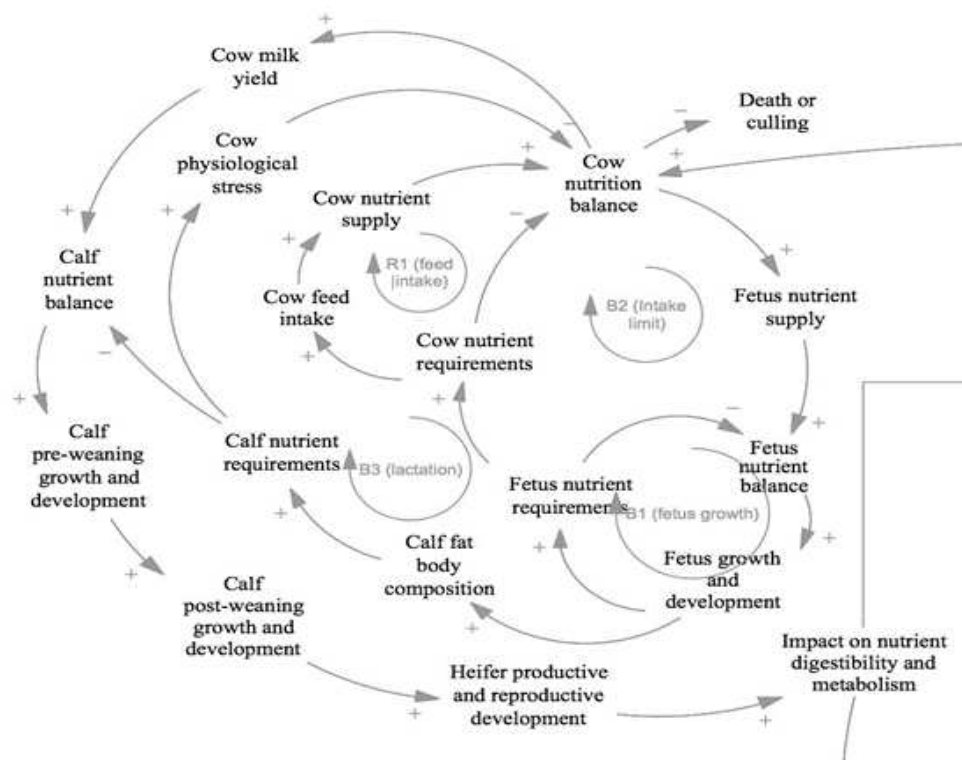 Cow milk
yield
Death or
culling
Cow
physiological
stress
Cow
nutrition
balance
Cow nutrient
supply
Calf
nutrient
balance
R1 (feed
|intake)
Cow feed
intake
B2 (Intake
limit)
Fetus nutrient
supply
Cow nutrient
requirements
Calf
pre-weaning
growth and
development
Calf nutrient
requirements
B3 (lactation)
Fetus nutrient
requirements
Fetus
nutrient
balance
B1 (fetus growth)
Calf fat
body
composition
Fetus growth
and
development
Calf
post-weaning
growth and
development
Heifer productive
and reproductive
development
Impact on nutrient
digestibility and
metabolism